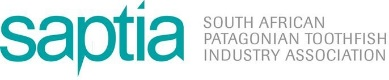 saptia
SOUTH AFRICAN
PATAGONIAN TOOTHFISH
INDUSTRY ASSOCIATION